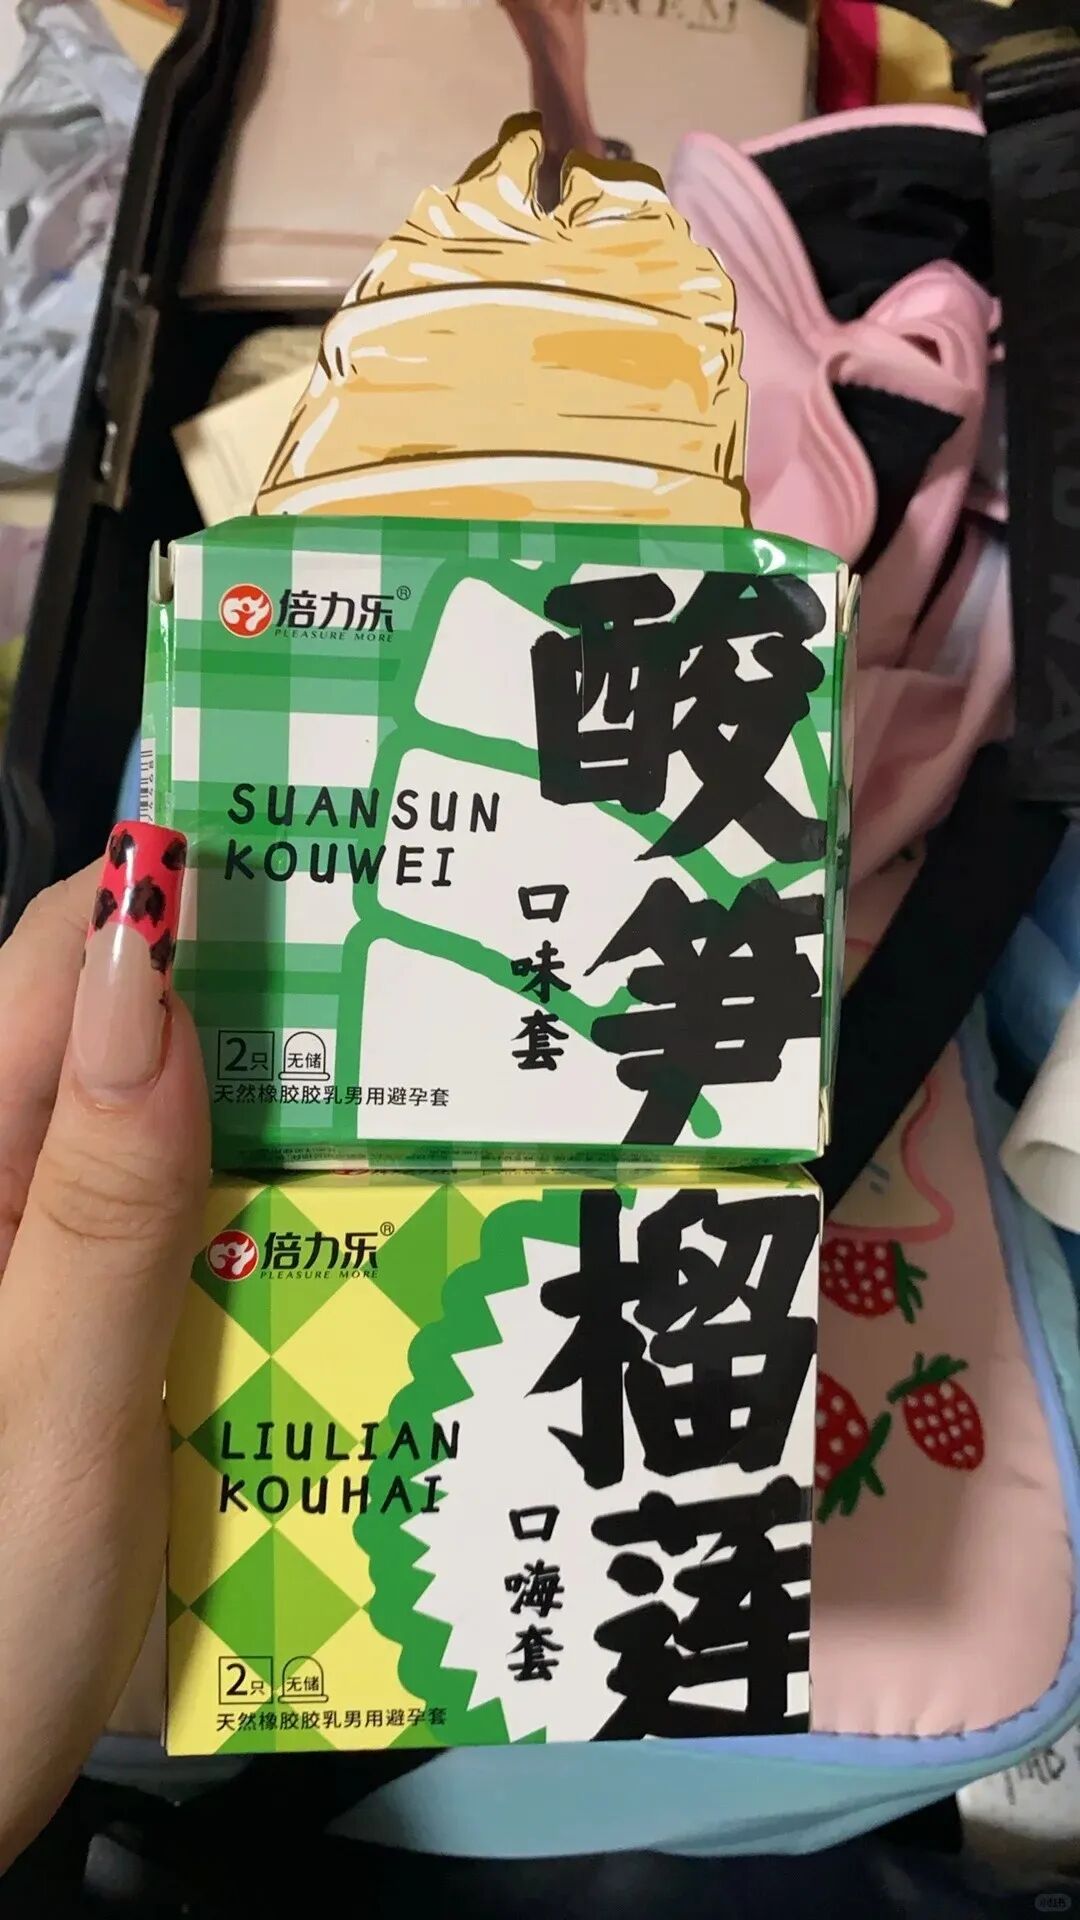 倍力乐®
PLEASURE MORE
酸笋
SUANSUN
KOUWEI
口味套
2只
无储
天然橡胶胶乳男用避孕套
倍力乐®
PLEASURE MORE
榴莲
LIULIAN
KOUHAI
口嗨套
2只
无储
天然橡胶胶乳男用避孕套